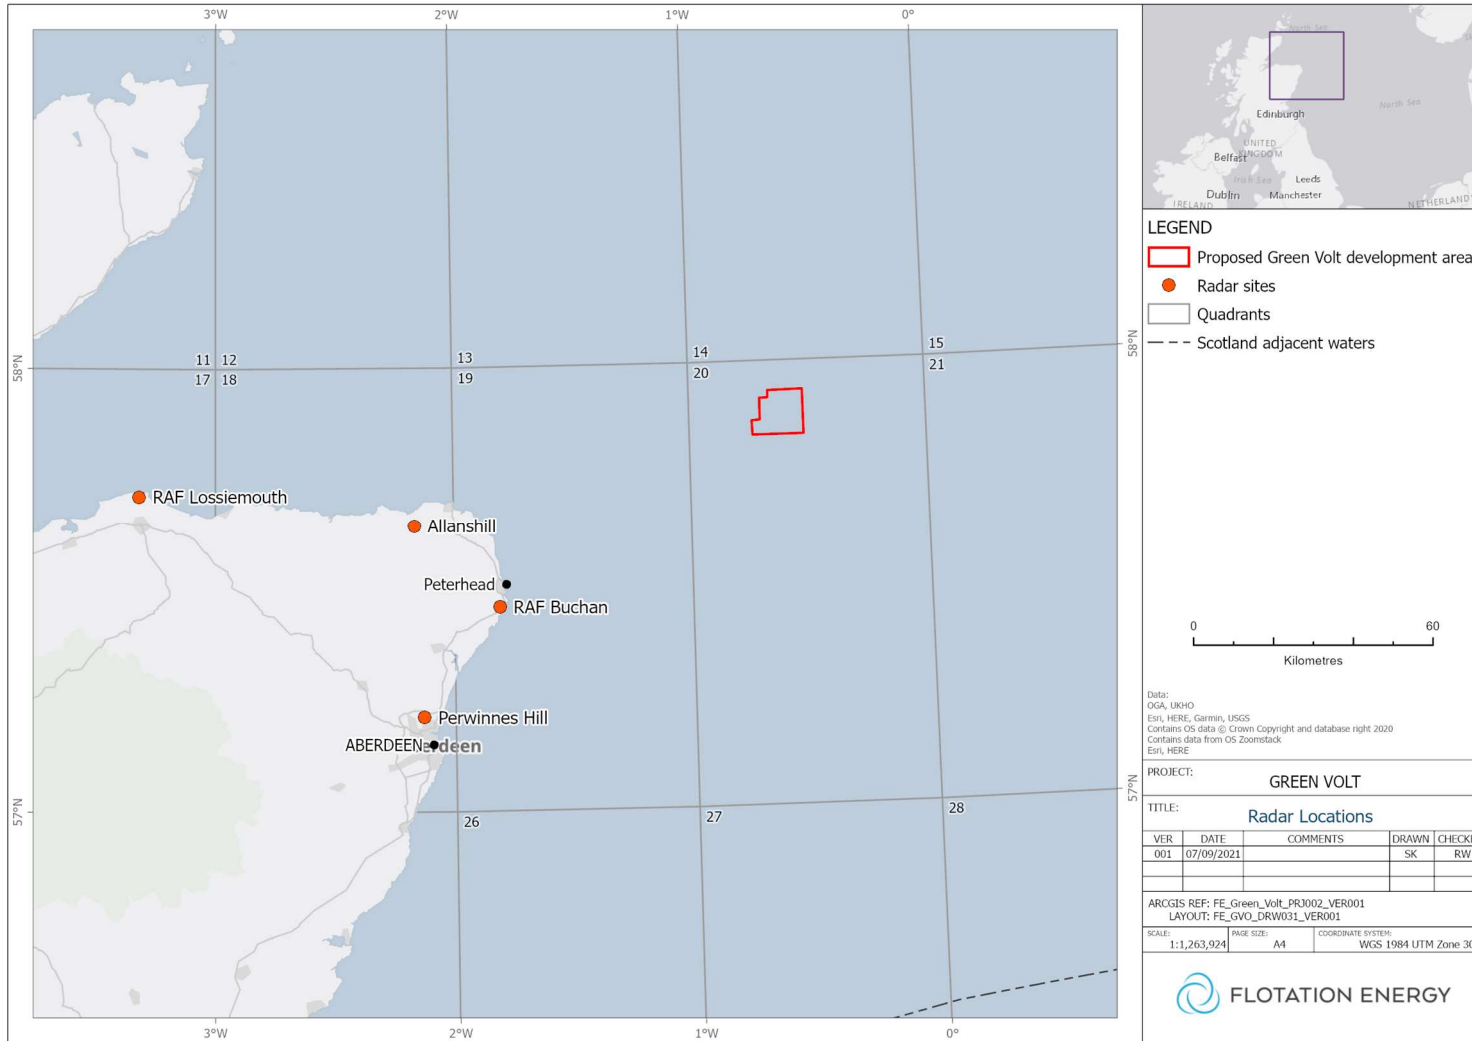 3°W
2°W
1°W
0°
58°N
58°N
57°N
57°N
11 12
17 18
13
19
14
20
15
21
26
27
28
RAF Lossiemouth
Allanshill
Peterhead
RAF Buchan
Perwinnes Hill
ABERDEEN
erdeen
3°W
2°W
1°W
0°
North Sea
North Sea
Edinburgh
UNITED
KINGDOM
Belfast
Irish Sea
Leeds
Dublin
Manchester
IRELAND
NETHERLAND
LEGEND
Proposed Green Volt development area
Radar sites
Quadrants
Scotland adjacent waters
0 60
Kilometres
Data:
OGA, UKHO
Esri, HERE, Garmin, USGS
Contains OS data © Crown Copyright and database right 2020
Contains data from OS Zoomstack
Esri, HERE
PROJECT:
GREEN VOLT
TITLE:
Radar Locations
VER DATE COMMENTS DRAWN CHECKE
001 07/09/2021 SK RW
ARCGIS REF: FE_Green_Volt_PRJ002_VER001
LAYOUT: FE_GVO_DRW031_VER001
SCALE: PAGE SIZE: COORDINATE SYSTEM:
1:1,263,924 A4 WGS 1984 UTM Zone 30
FLOTATION ENERGY